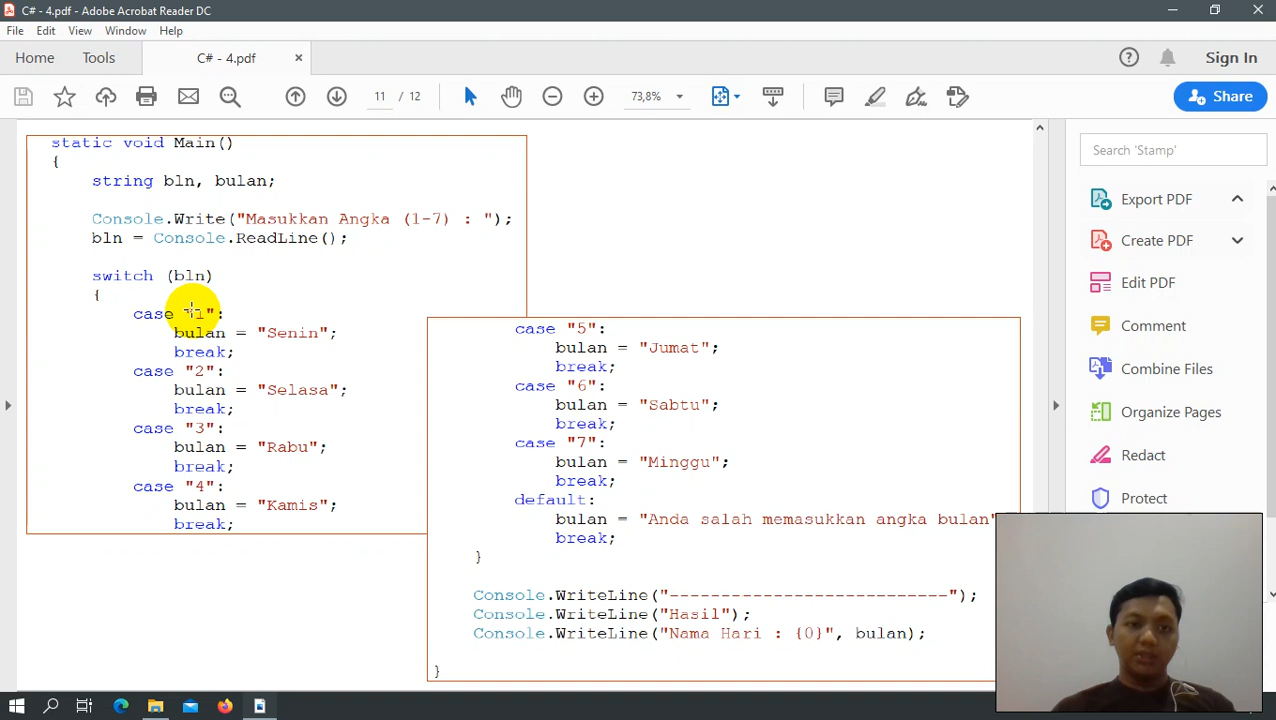 C# - 4.pdf - Adobe Acrobat Reader DC
File Edit View Window Help
Home Tools C# - 4.pdf × Sign In
11 / 12 73,8% Share
static void Main()
{
string bln, bulan;
Console.Write("Masukkan Angka (1-7) : ");
bln = Console.ReadLine();
switch (bln)
{
case "1":
bulan = "Senin";
break;
case "2":
bulan = "Selasa";
break;
case "3":
bulan = "Rabu";
break;
case "4":
bulan = "Kamis";
break;
case "5":
bulan = "Jumat";
break;
case "6":
bulan = "Sabtu";
break;
case "7":
bulan = "Minggu";
break;
default:
bulan = "Anda salah memasukkan angka bulan"
break;
}
Console.WriteLine("---------------------------");
Console.WriteLine("Hasil");
Console.WriteLine("Nama Hari : {0}", bulan);
}
Search 'Stamp'
Export PDF
Create PDF
Edit PDF
Comment
Combine Files
Organize Pages
Redact
Protect